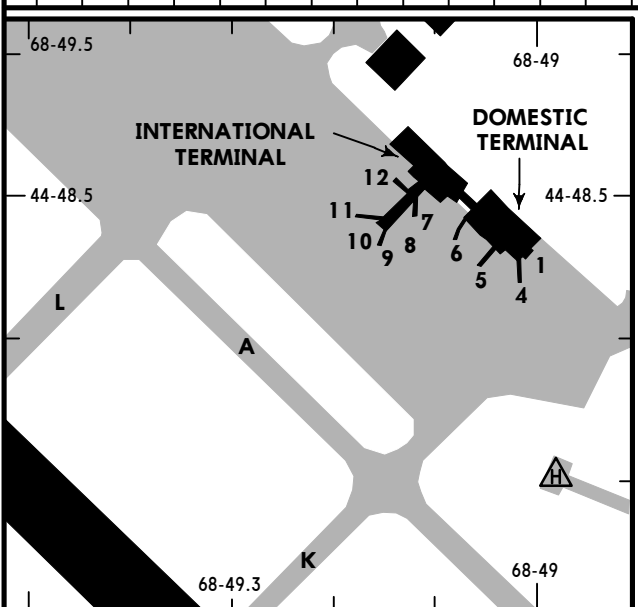 68-49.5
68-49
INTERNATIONAL
TERMINAL
DOMESTIC
TERMINAL
12
44-48.5
44-48.5
11
7
10
8
9
6
5
1
4
L
A
H
K
68-49.3
68-49